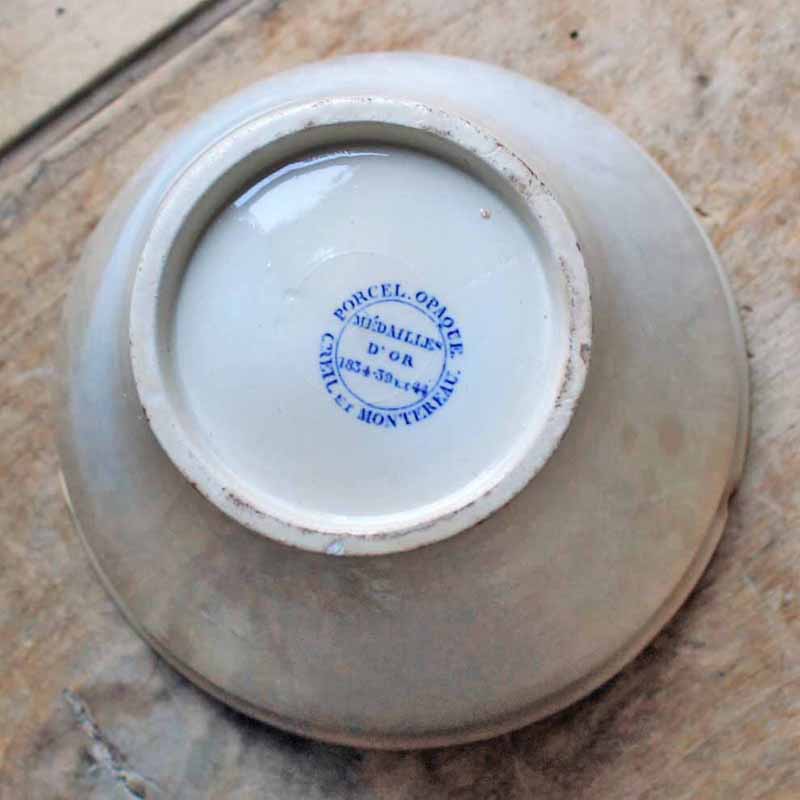 PORCEL. OPAQUE.
CREIL ET MONTEREAU.
MÉDAILLES
D'OR
1834·39 ET 44